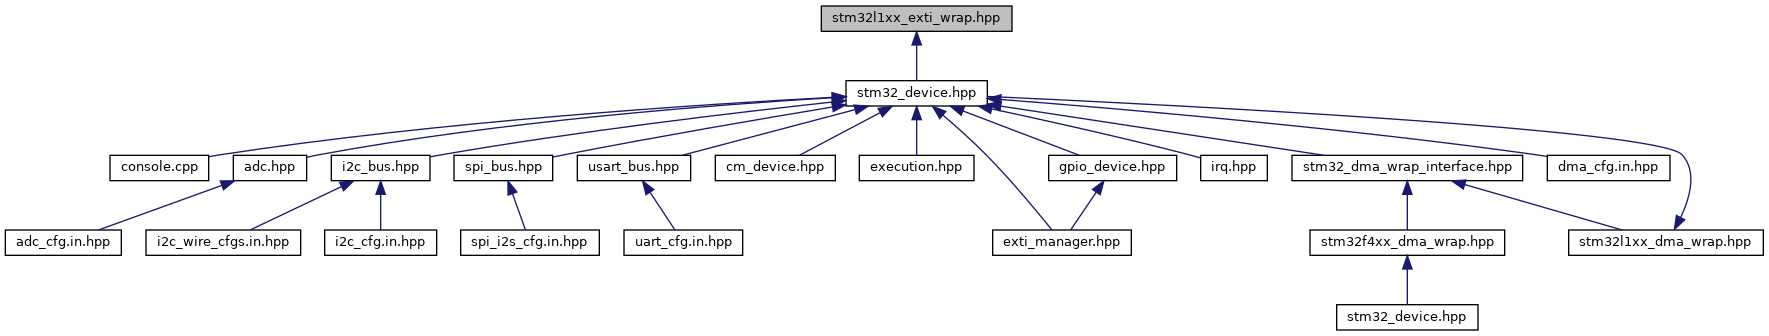 stm32l1xx_exti_wrap.hpp
stm32_device.hpp
console.cpp
adc.hpp
i2c_bus.hpp
spi_bus.hpp
usart_bus.hpp
cm_device.hpp
execution.hpp
gpio_device.hpp
irq.hpp
stm32_dma_wrap_interface.hpp
dma_cfg.in.hpp
adc_cfg.in.hpp
i2c_wire_cfgs.in.hpp
i2c_cfg.in.hpp
spi_i2s_cfg.in.hpp
uart_cfg.in.hpp
exti_manager.hpp
stm32f4xx_dma_wrap.hpp
stm32l1xx_dma_wrap.hpp
stm32_device.hpp